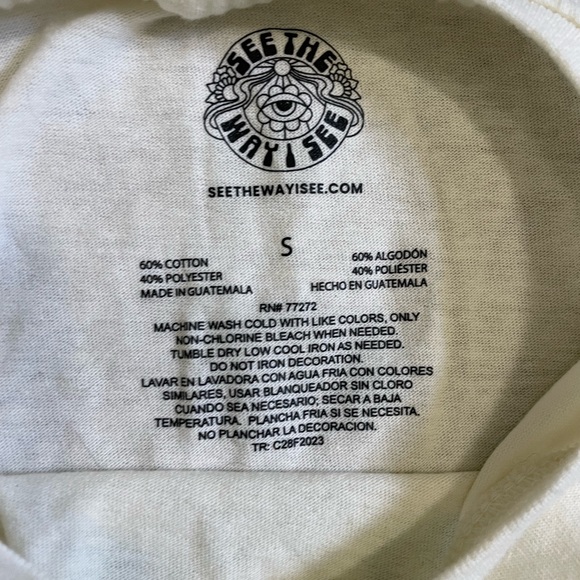 SEE THE
WAY I SEE
SEETHEWAYISEE.COM
S
60% COTTON
40% POLYESTER
MADE IN GUATEMALA
60% ALGODÓN
40% POLIÉSTER
HECHO EN GUATEMALA
RN# 77272
MACHINE WASH COLD WITH LIKE COLORS, ONLY
NON-CHLORINE BLEACH WHEN NEEDED.
TUMBLE DRY LOW COOL IRON AS NEEDED.
DO NOT IRON DECORATION.
LAVAR EN LAVADORA CON AGUA FRIA CON COLORES
SIMILARES, USAR BLANQUEADOR SIN CLORO
CUANDO SEA NECESARIO; SECAR A BAJA
TEMPERATURA. PLANCHA FRIA SI SE NECESITA.
NO PLANCHAR LA DECORACION.
TR: C28F2023